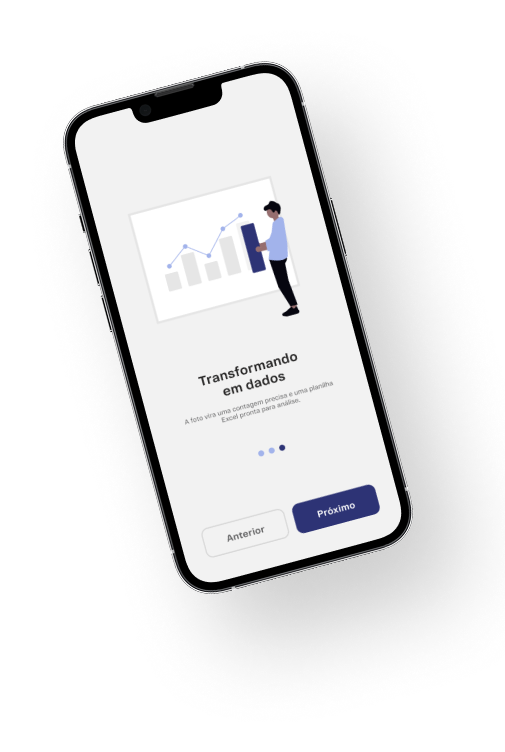 Transformando
em dados
A foto vira uma contagem precisa e uma planilha
Excel pronta para análise.
Anterior
Próximo